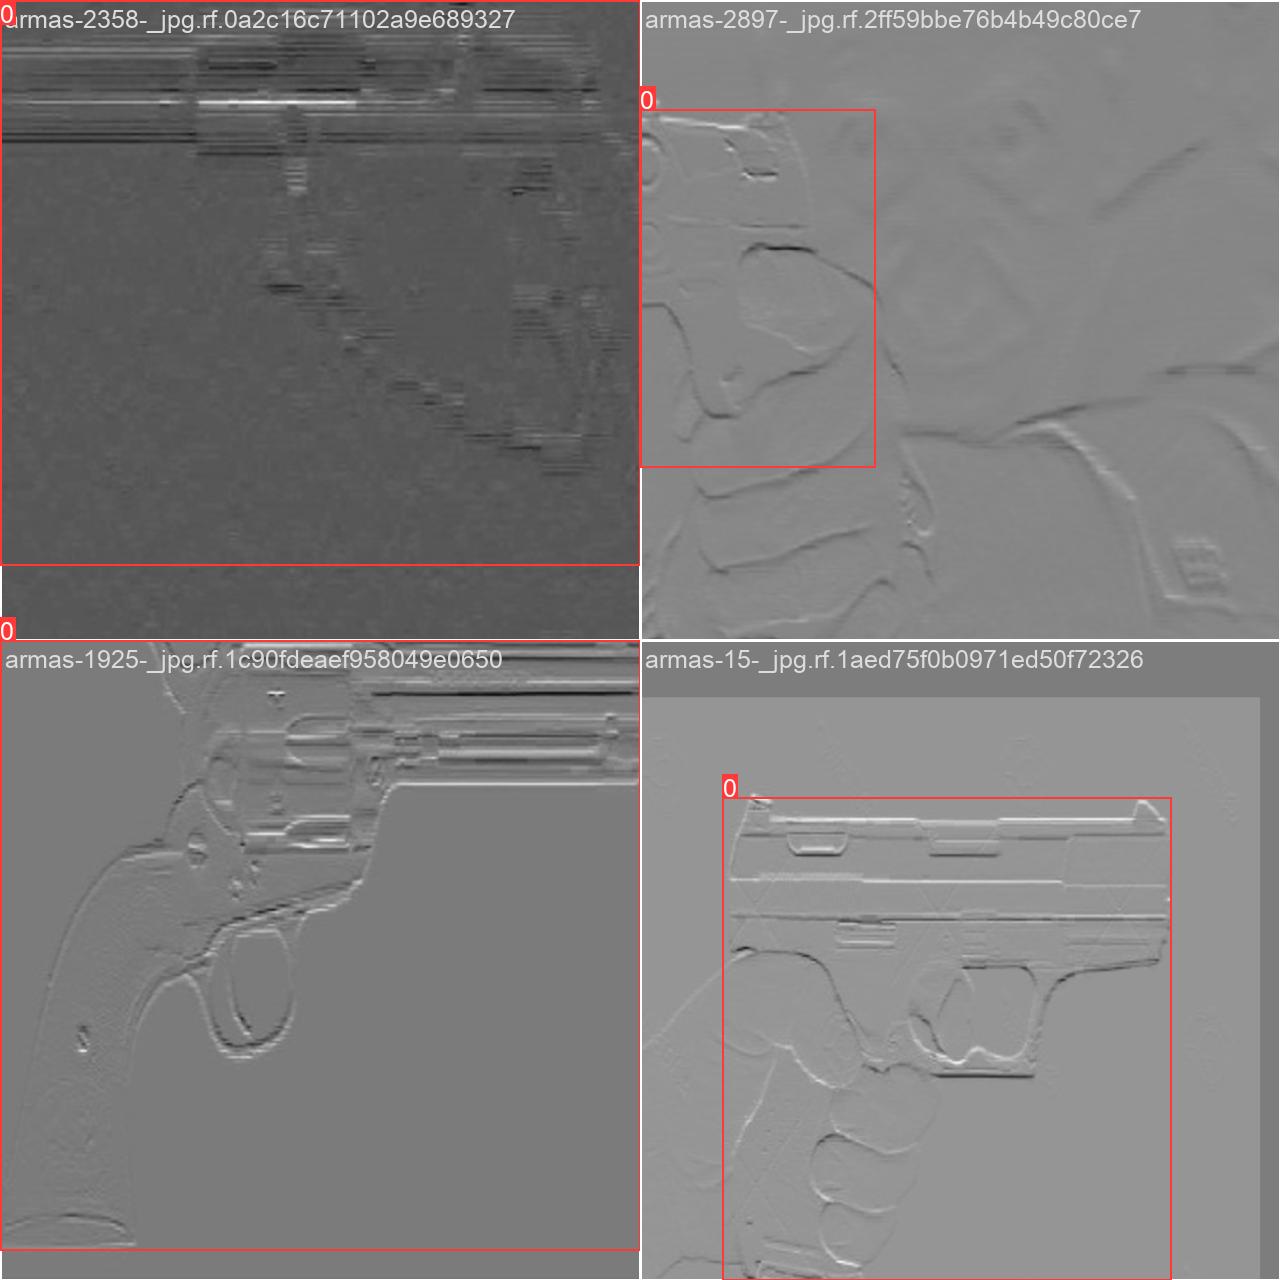 0
armas-2358-_jpg.rf.0a2c16c71102a9e689327
armas-2897-_jpg.rf.2ff59bbe76b4b49c80ce7
0
0
armas-1925-_jpg.rf.1c90fdeaef958049e0650
armas-15-_jpg.rf.1aed75f0b0971ed50f72326
0